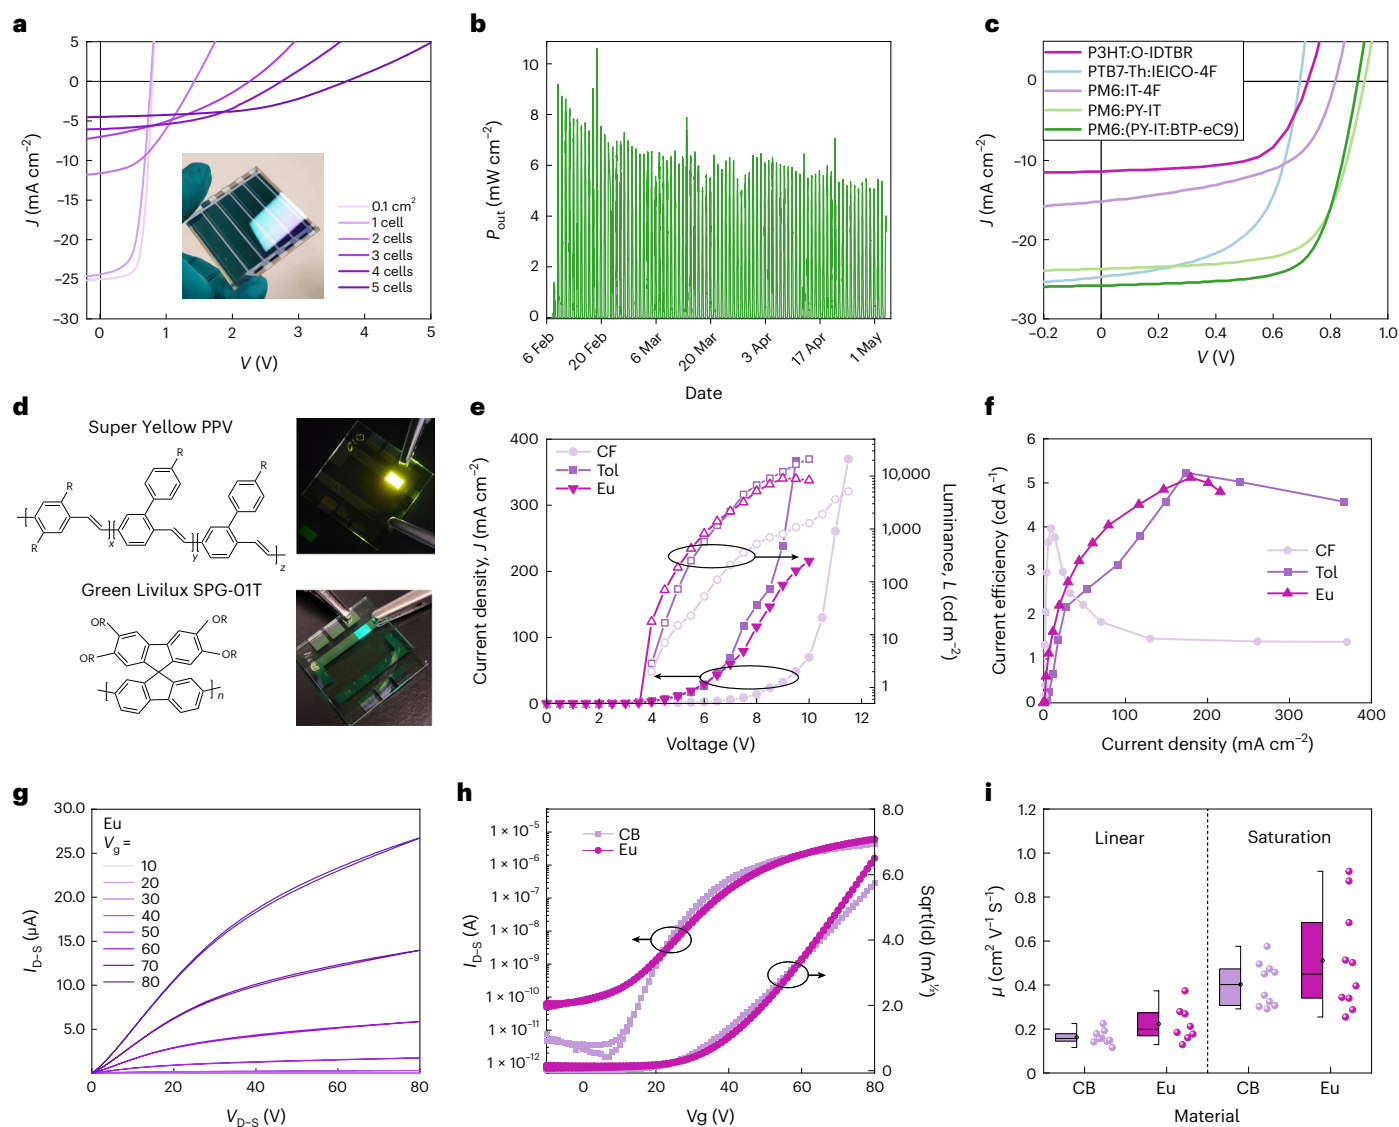 a
5
0
−5
−10
−15
−20
−25
−30
J (mA cm−2)
0
1
2
3
4
5
V (V)
0.1 cm2
1 cell
2 cells
3 cells
4 cells
5 cells
b
10
8
6
4
2
0
Pout (mW cm−2)
6 Feb
20 Feb
6 Mar
20 Mar
3 Apr
17 Apr
1 May
Date
c
P3HT:O-IDTBR
PTB7-Th:IEICO-4F
PM6:IT-4F
PM6:PY-IT
PM6:(PY-IT:BTP-eC9)
0
−10
−20
−30
J (mA cm−2)
−0.2
0
0.2
0.4
0.6
0.8
1.0
V (V)
d
Super Yellow PPV
R
R
R
R
x
y
z
Green Livilux SPG-01T
OR
OR
OR
OR
n
e
400
300
200
100
0
Current density, J (mA cm−2)
CF
Tol
Eu
10,000
1,000
100
10
1
Luminance, L (cd m−2)
0
2
4
6
8
10
12
Voltage (V)
f
6
5
4
3
2
1
0
Current efficiency (cd A−1)
CF
Tol
Eu
0
100
200
300
400
Current density (mA cm−2)
g
30.0
25.0
20.0
15.0
10.0
5.0
ID–S (μA)
Eu
Vg =
10
20
30
40
50
60
70
80
0
20
40
60
80
VD–S (V)
h
1 × 10−5
1 × 10−6
1 × 10−7
1 × 10−8
1 × 10−9
1 × 10−10
1 × 10−11
1 × 10−12
ID–S (A)
CB
Eu
8.0
6.0
4.0
2.0
0
Sqrt(Id) (mA½)
0
20
40
60
80
Vg (V)
i
1.2
1.0
0.8
0.6
0.4
0.2
0
μ (cm2 V−1 S−1)
Linear
Saturation
CB
Eu
CB
Eu
Material